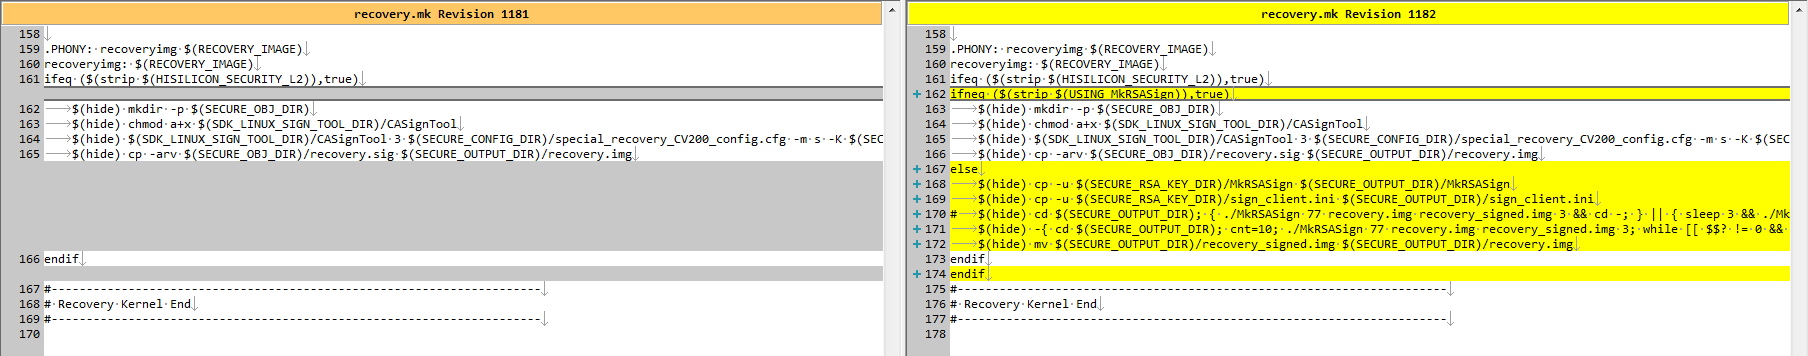 recovery.mk Revision 1181
158
159 .PHONY: recoveryimg $(RECOVERY_IMAGE)
160 recoveryimg: $(RECOVERY_IMAGE)
161 ifeq ($(strip $(HISILICON_SECURITY_L2)),true)
162 $(hide) mkdir -p $(SECURE_OBJ_DIR)
163 $(hide) chmod a+x $(SDK_LINUX_SIGN_TOOL_DIR)/CASignTool
164 $(hide) $(SDK_LINUX_SIGN_TOOL_DIR)/CASignTool 3 $(SECURE_CONFIG_DIR)/special_recovery_CV200_config.cfg -m s -K $(SEC
165 $(hide) cp -arv $(SECURE_OBJ_DIR)/recovery.sig $(SECURE_OUTPUT_DIR)/recovery.img
166 endif
167 #----------------------------------------------------------------------
168 # Recovery Kernel End
169 #----------------------------------------------------------------------
170
recovery.mk Revision 1182
158
159 .PHONY: recoveryimg $(RECOVERY_IMAGE)
160 recoveryimg: $(RECOVERY_IMAGE)
161 ifeq ($(strip $(HISILICON_SECURITY_L2)),true)
+ 162 ifneq ($(strip $(USING_MkRSASign)),true)
163 $(hide) mkdir -p $(SECURE_OBJ_DIR)
164 $(hide) chmod a+x $(SDK_LINUX_SIGN_TOOL_DIR)/CASignTool
165 $(hide) $(SDK_LINUX_SIGN_TOOL_DIR)/CASignTool 3 $(SECURE_CONFIG_DIR)/special_recovery_CV200_config.cfg -m s -K $(SEC
166 $(hide) cp -arv $(SECURE_OBJ_DIR)/recovery.sig $(SECURE_OUTPUT_DIR)/recovery.img
+ 167 else
+ 168 $(hide) cp -u $(SECURE_RSA_KEY_DIR)/MkRSASign $(SECURE_OUTPUT_DIR)/MkRSASign
+ 169 $(hide) cp -u $(SECURE_RSA_KEY_DIR)/sign_client.ini $(SECURE_OUTPUT_DIR)/sign_client.ini
+ 170 # $(hide) cd $(SECURE_OUTPUT_DIR); { ./MkRSASign 77 recovery.img recovery_signed.img 3 && cd -; } || { sleep 3 && ./Mk
+ 171 $(hide) -{ cd $(SECURE_OUTPUT_DIR); cnt=10; ./MkRSASign 77 recovery.img recovery_signed.img 3; while [[ $$? != 0 &&
+ 172 $(hide) mv $(SECURE_OUTPUT_DIR)/recovery_signed.img $(SECURE_OUTPUT_DIR)/recovery.img
173 endif
+ 174 endif
175 #----------------------------------------------------------------------
176 # Recovery Kernel End
177 #----------------------------------------------------------------------
178